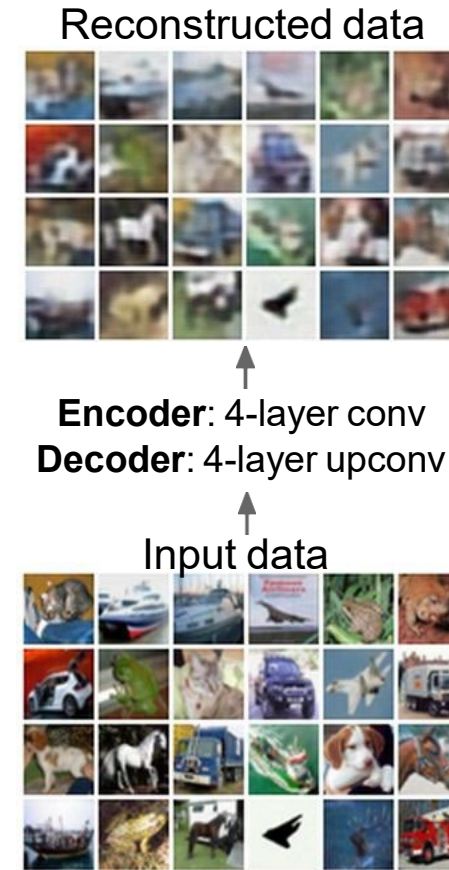 Reconstructed data
Encoder: 4-layer conv
Decoder: 4-layer upconv
Input data